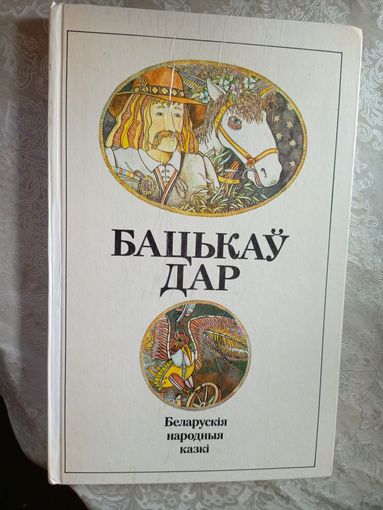 БАЦЬКАЎ
ДАР
Беларускія
народныя
казкі